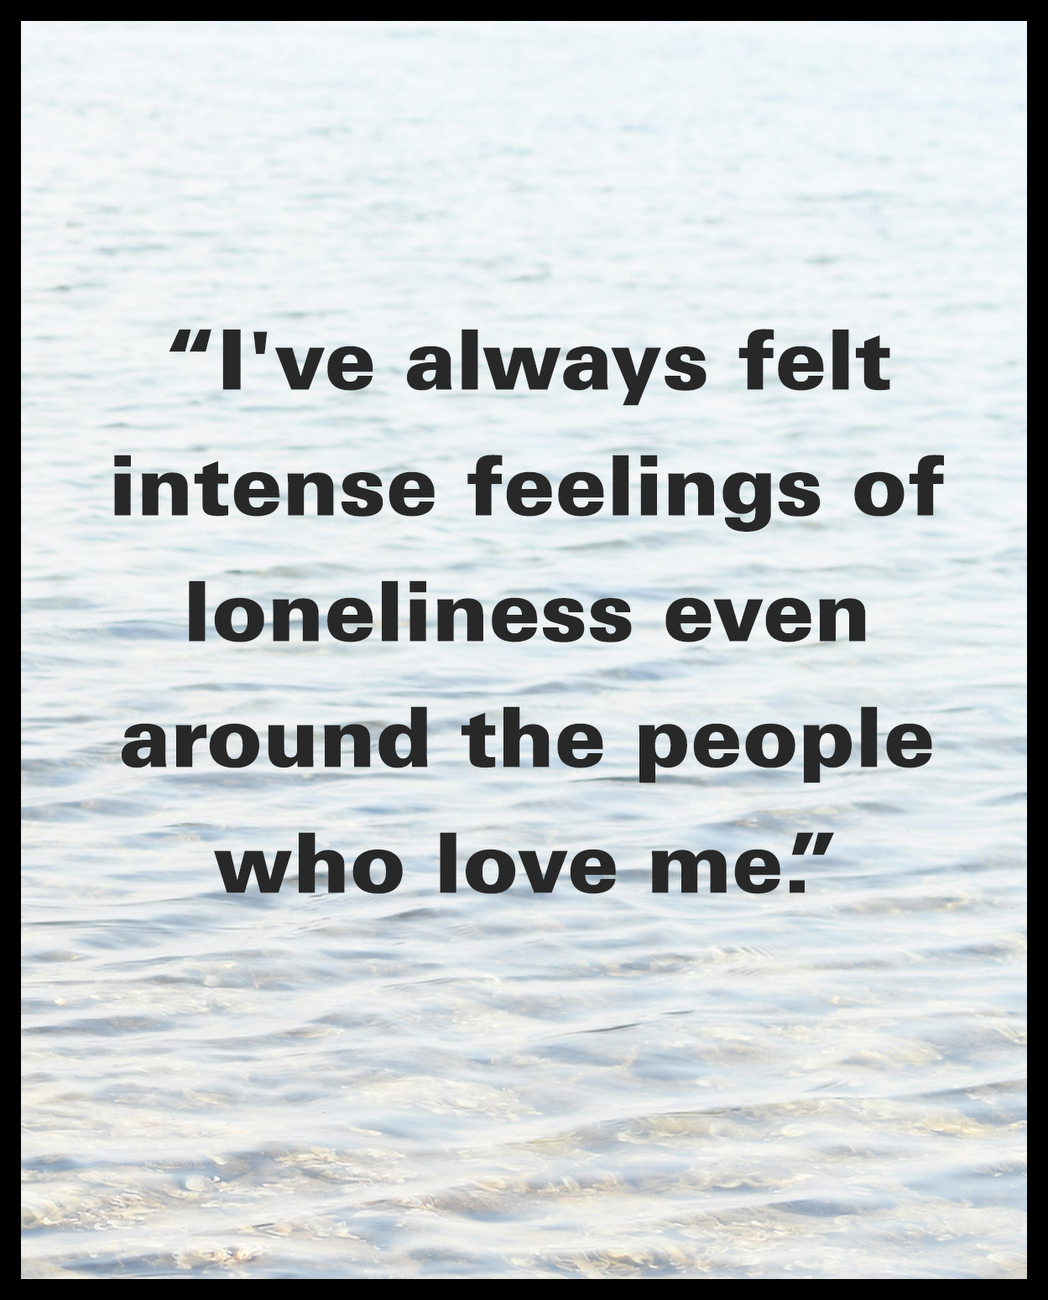 “I've always felt
intense feelings of
loneliness even
around the people
who love me.”